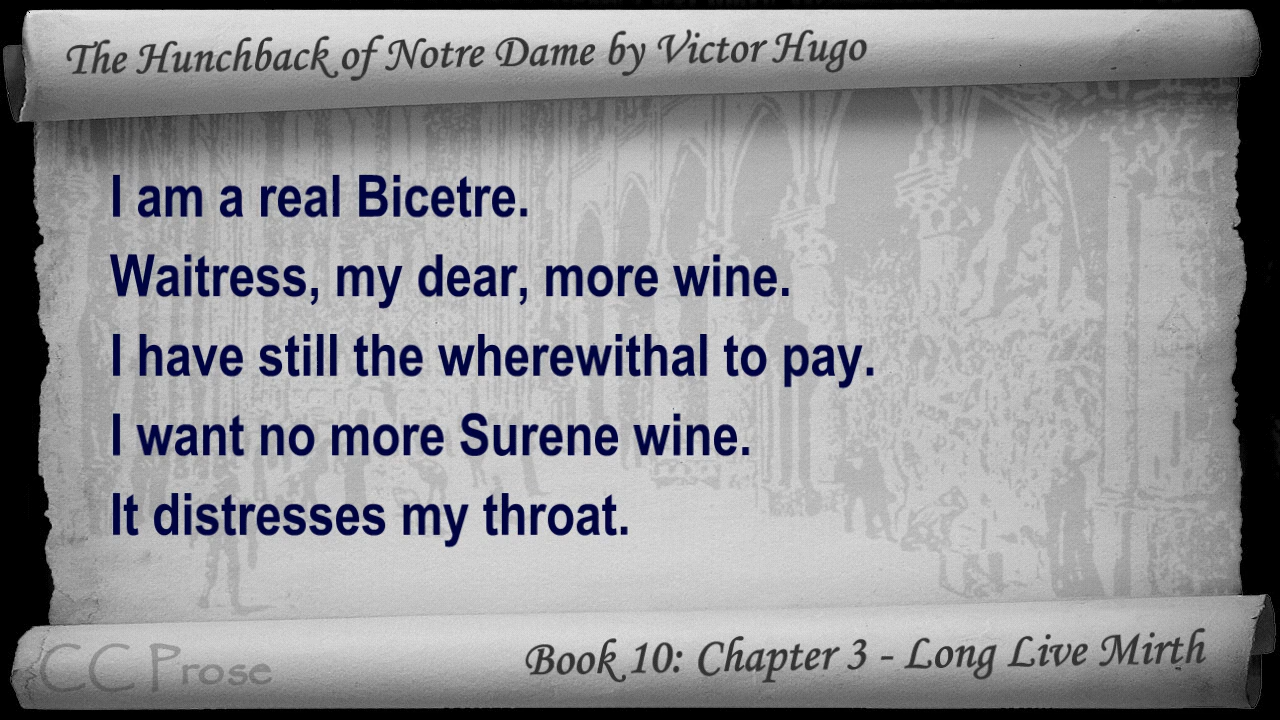 The Hunchback of Notre Dame by Victor Hugo
I am a real Bicetre.
Waitress, my dear, more wine.
I have still the wherewithal to pay.
I want no more Surene wine.
It distresses my throat.
CC Prose
Book 10: Chapter 3 - Long Live Mirth